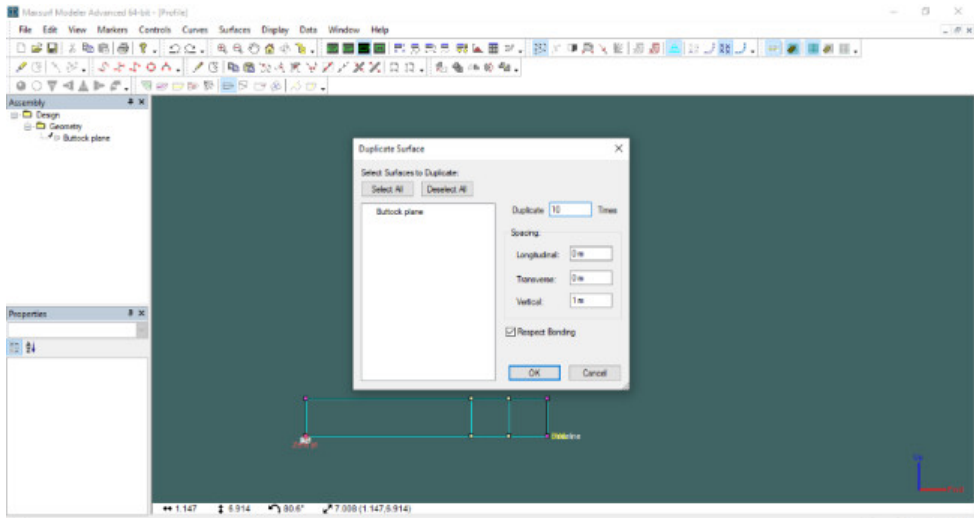 Maxsurf Modeler Advanced 64-bit - [Profile]
File Edit View Markers Controls Curves Surfaces Display Data Window Help
Assembly
Design
Geometry
Buttock plane
Duplicate Surface
Select Surfaces to Duplicate:
Select All Deselect All
Buttock plane
Duplicate 10 Times
Spacing:
Longitudinal: 0 m
Transverse: 0 m
Vertical: 1 m
Respect Bonding
OK Cancel
Properties
1.147 6.914 80.6° 7.008 (1.147,6.914)